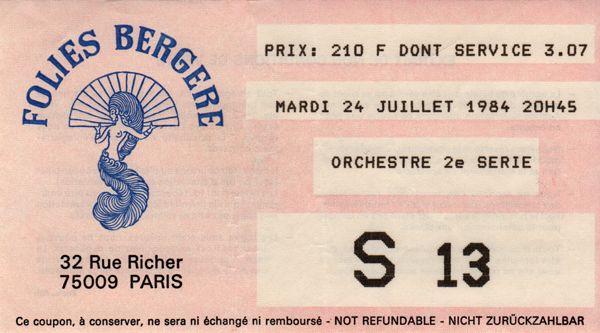 FOLIES BERGERE
32 Rue Richer
75009 PARIS
PRIX: 210 F DONT SERVICE 3.07
MARDI 24 JUILLET 1984 20H45
ORCHESTRE 2e SERIE
S 13
Ce coupon, à conserver, ne sera ni échangé ni remboursé - NOT REFUNDABLE - NICHT ZURÜCKZAHLBAR